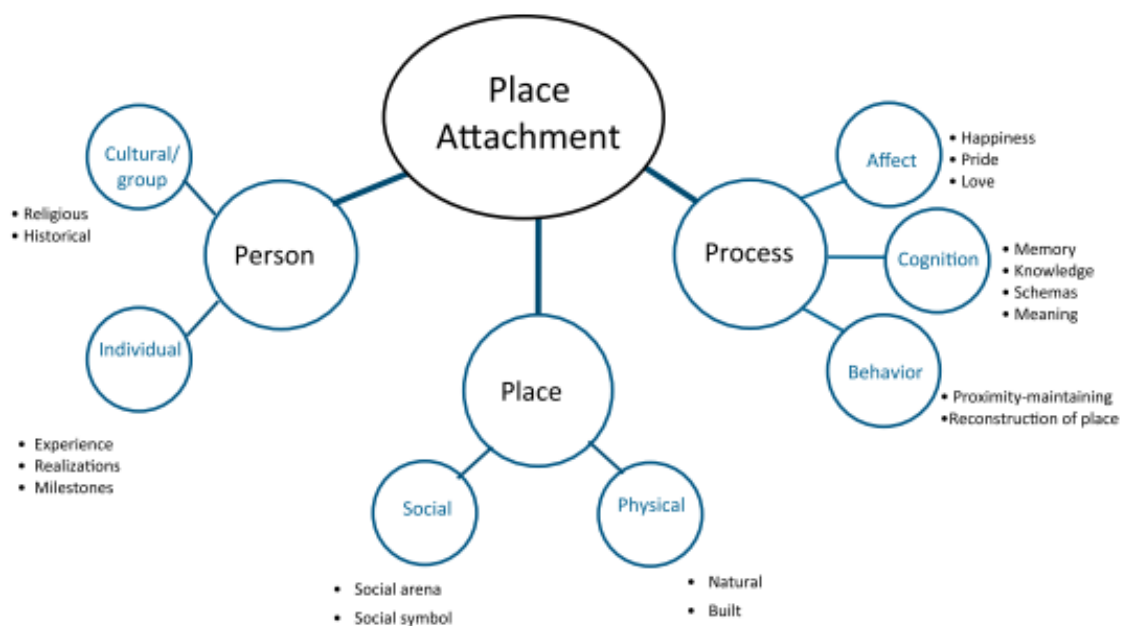 Place
Attachment
Cultural/
group
• Religious
• Historical
Person
Individual
• Experience
• Realizations
• Milestones
Place
Social
• Social arena
• Social symbol
Physical
• Natural
• Built
Process
Affect
• Happiness
• Pride
• Love
Cognition
• Memory
• Knowledge
• Schemas
• Meaning
Behavior
• Proximity-maintaining
•Reconstruction of place